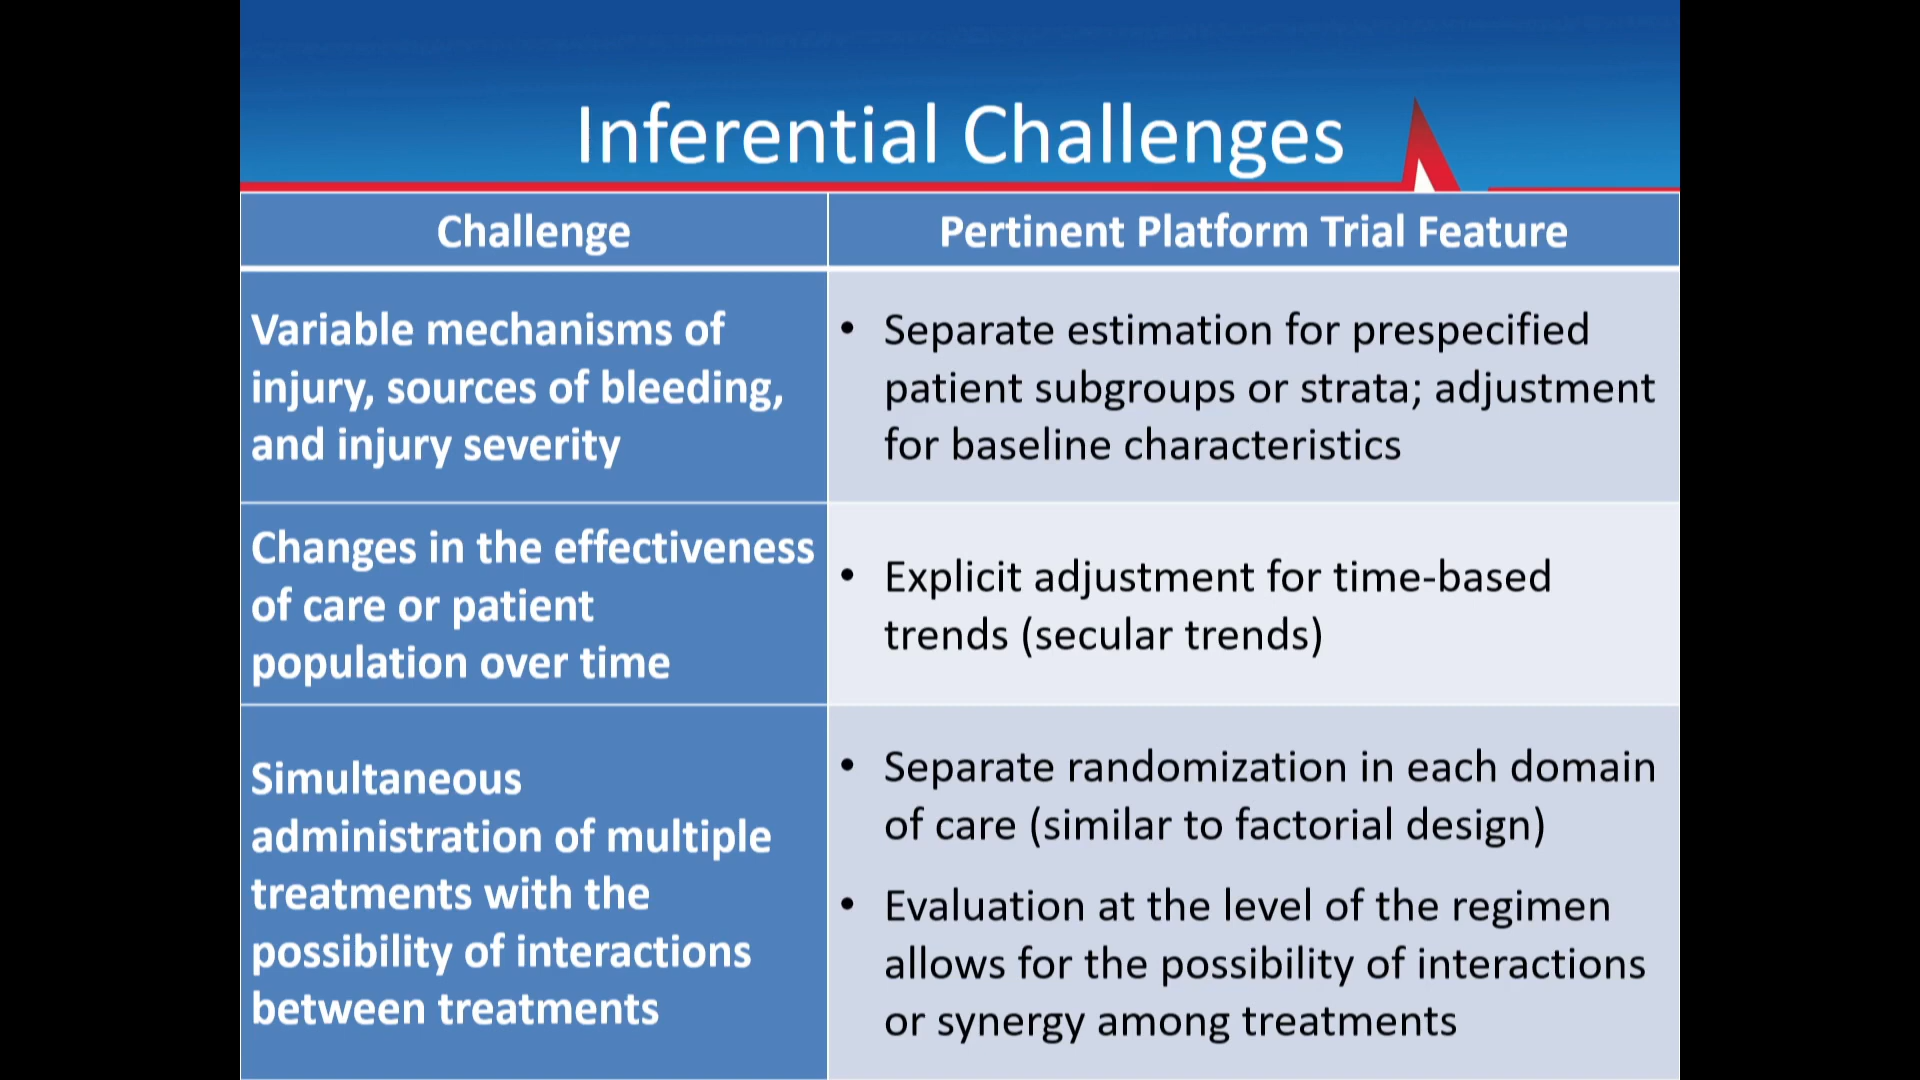 Inferential Challenges
Challenge
Pertinent Platform Trial Feature
Variable mechanisms of
injury, sources of bleeding,
and injury severity
• Separate estimation for prespecified
patient subgroups or strata; adjustment
for baseline characteristics
Changes in the effectiveness
of care or patient
population over time
• Explicit adjustment for time-based
trends (secular trends)
Simultaneous
administration of multiple
treatments with the
possibility of interactions
between treatments
• Separate randomization in each domain
of care (similar to factorial design)
• Evaluation at the level of the regimen
allows for the possibility of interactions
or synergy among treatments